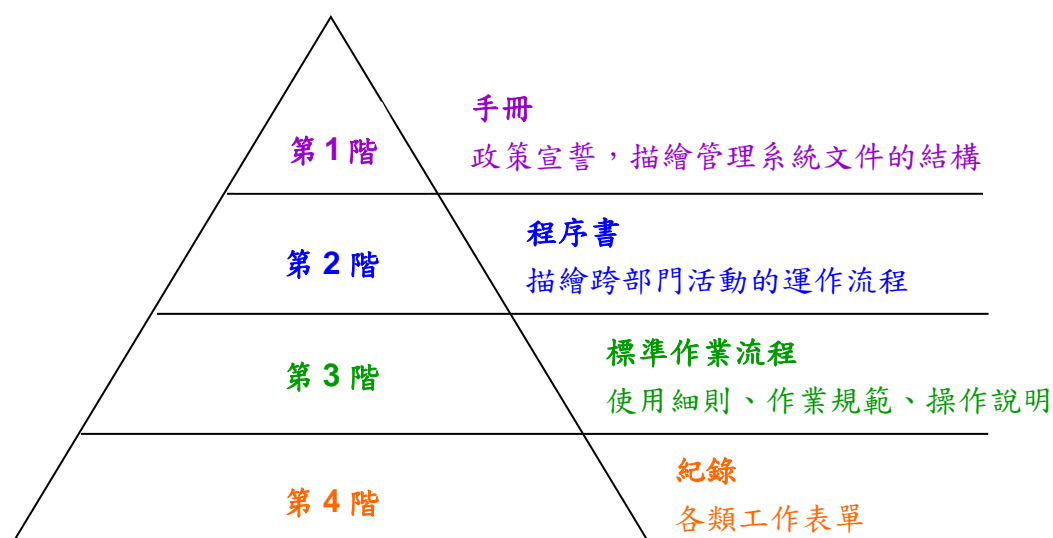 手冊
第1階
政策宣誓，描繪管理系統文件的結構
程序書
第 2 階
描繪跨部門活動的運作流程
標準作業流程
第 3 階
使用細則、作業規範、操作說明
紀錄
第 4 階
各類工作表單